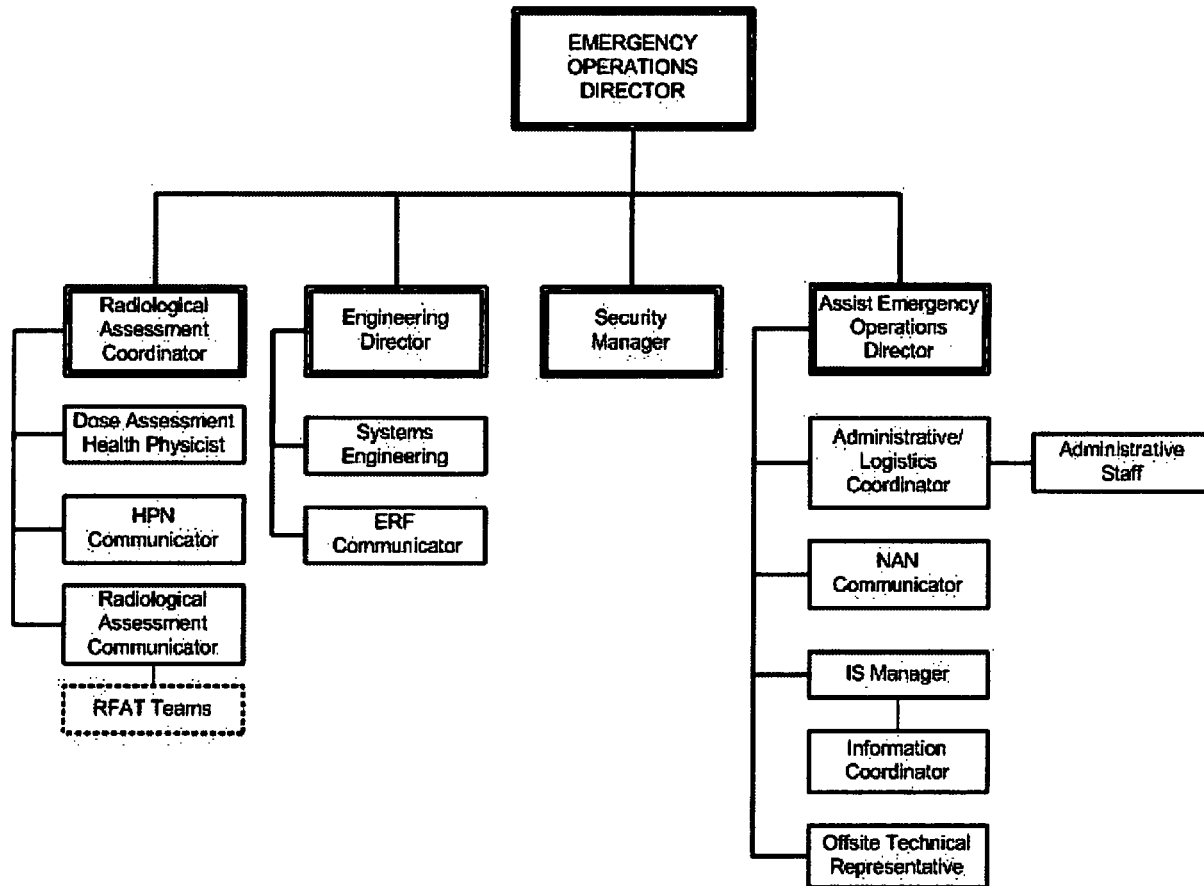 EMERGENCY
OPERATIONS
DIRECTOR
Radiological
Assessment
Coordinator
Engineering
Director
Security
Manager
Assist Emergency
Operations
Director
Dose Assessment
Health Physicist
Systems
Engineering
Administrative/
Logistics
Coordinator
Administrative
Staff
HPN
Communicator
ERF
Communicator
NAN
Communicator
Radiological
Assessment
Communicator
IS Manager
RFAT Teams
Information
Coordinator
Offsite Technical
Representative